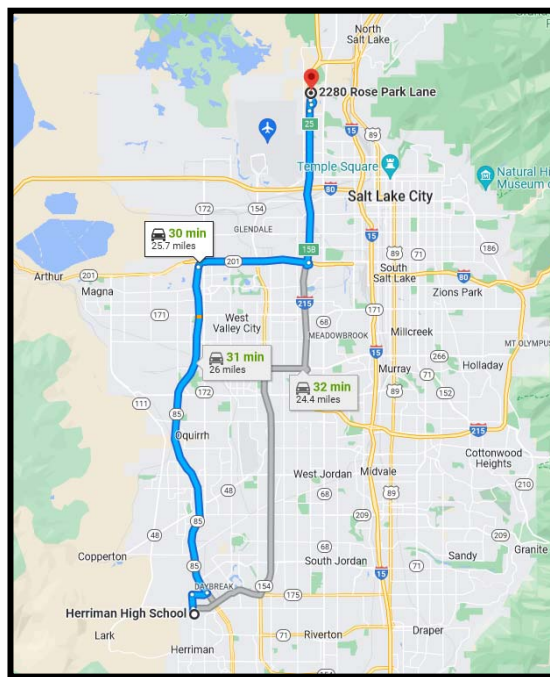 North
Salt Lake
2280 Rose Park Lane
25
15
89
Temple Square
Natural Hi
Museum o
172
154
80
Salt Lake City
30 min
25.7 miles
GLENDALE
15B
186
201
Arthur
201
Magna
South
Salt Lake
80
Zions Park
215
171
171
West
Valley City
68
MEADOWBROOK
Millcreek
MT OLYMPUS
15
31 min
26 miles
266
Holladay
Murray
71
89
32 min
24.4 miles
152
111
172
85
215
Oquirrh
Cottonwood
Heights
West Jordan
Midvale
48
68
89
210
85
209
209
48
Copperton
68
71
Sandy
Granite
South Jordan
85
DAYBREAK
154
175
15
Herriman High School
Lark
71
Riverton
Draper
Herriman